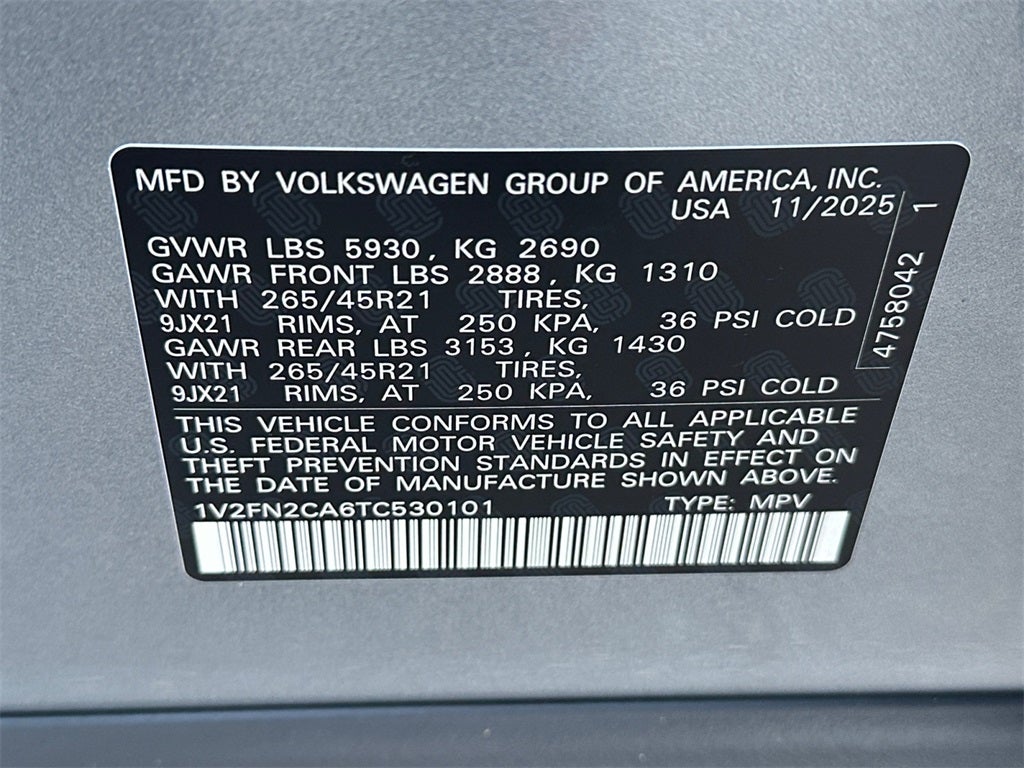 MFD BY VOLKSWAGEN GROUP OF AMERICA, INC.
USA 11/2025
GVWR LBS 5930, KG 2690
GAWR FRONT LBS 2888, KG 1310
WITH 265/45R21 TIRES,
9JX21 RIMS, AT 250 KPA, 36 PSI COLD
GAWR REAR LBS 3153, KG 1430
WITH 265/45R21 TIRES,
9JX21 RIMS, AT 250 KPA, 36 PSI COLD
THIS VEHICLE CONFORMS TO ALL APPLICABLE
U.S. FEDERAL MOTOR VEHICLE SAFETY AND
THEFT PREVENTION STANDARDS IN EFFECT ON
THE DATE OF MANUFACTURE SHOWN ABOVE.
1V2FN2CA6TC530101 TYPE: MPV
4758042 1